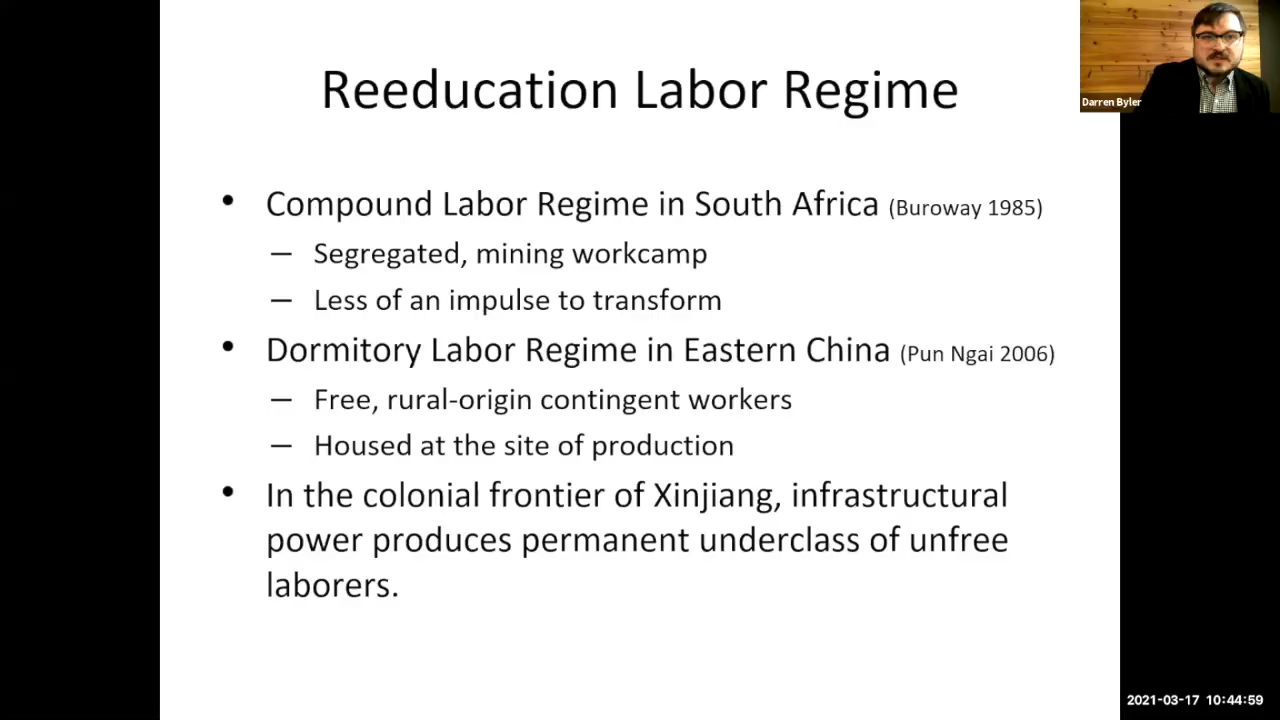 Reeducation Labor Regime
Darren Byler
• Compound Labor Regime in South Africa (Buroway 1985)
– Segregated, mining workcamp
– Less of an impulse to transform
• Dormitory Labor Regime in Eastern China (Pun Ngai 2006)
– Free, rural-origin contingent workers
– Housed at the site of production
• In the colonial frontier of Xinjiang, infrastructural
power produces permanent underclass of unfree
laborers.
2021-03-17 10:44:59